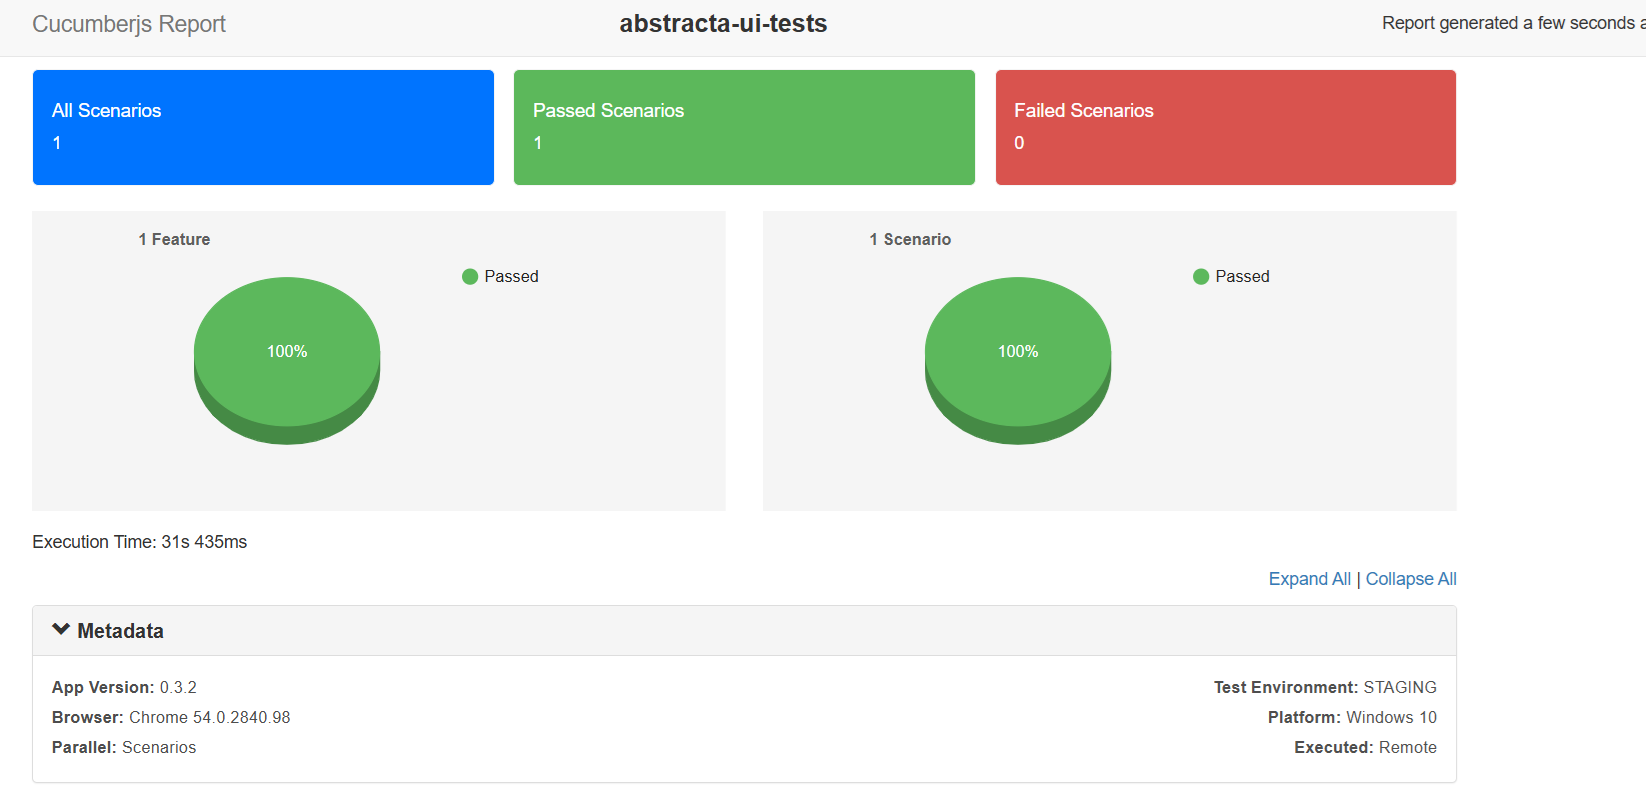 Cucumberjs Report
abstracta-ui-tests
Report generated a few seconds a
All Scenarios
1
Passed Scenarios
1
Failed Scenarios
0
1 Feature
Passed
100%
1 Scenario
Passed
100%
Execution Time: 31s 435ms
Expand All | Collapse All
Metadata
App Version: 0.3.2
Browser: Chrome 54.0.2840.98
Parallel: Scenarios
Test Environment: STAGING
Platform: Windows 10
Executed: Remote